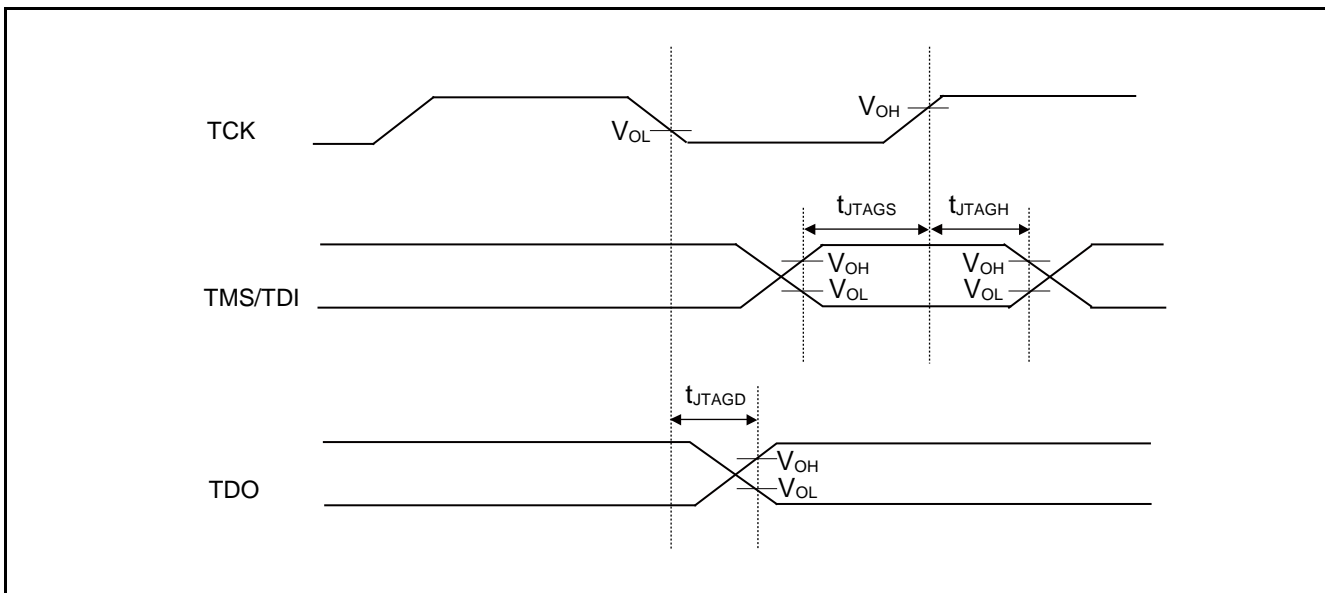 TCK
VOL
VOH
tJTAGS
tJTAGH
TMS/TDI
VOH
VOL
VOH
VOL
tJTAGD
TDO
VOH
VOL